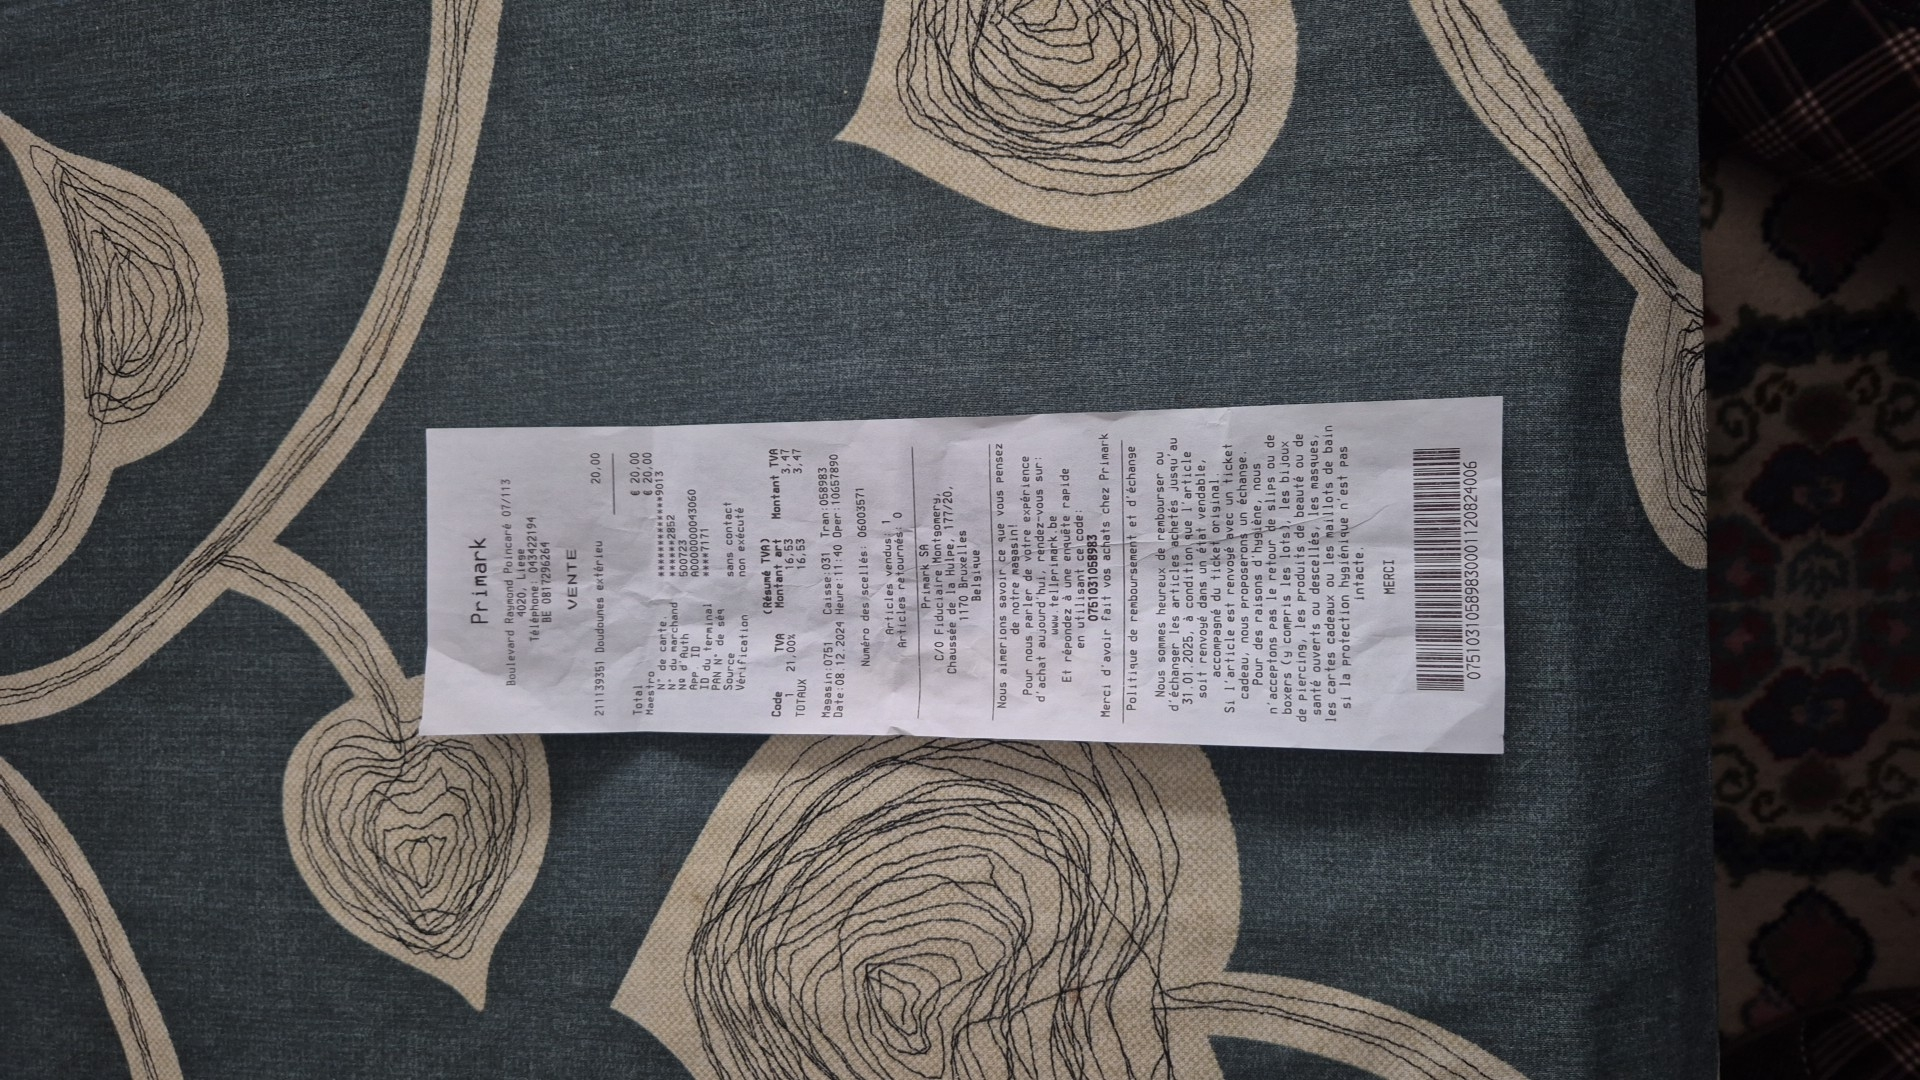 Primark
Boulevard Raymond Poincaré 07/113
4020, Liege
Téléphone: 043422194
BE 0817296264
VENTE
211139351 Doudounes extérieu 20,00
Total € 20,00
Maestro € 20,00
N° de carte. ***************9013
N° du marchand ******2852
Nº d'Auth 500723
App ID A0000000043060
ID du terminal ****7171
PAN N° de séq
Source sans contact
Vérification non exécuté
(Résumé TVA)
Code TVA Montant art Montant TVA
1 21,00% 16,53 3,47
TOTAUX 16,53 3,47
Magasin:0751 Caisse:031 Tran:058983
Date:08.12.2024 Heure:11:40 Oper:10657890
Numéro des scellés: 06003571
Articles vendus: 1
Articles retournés: 0
Primark SA
C/O Fiduciaire Montgomery,
Chaussée de la Hulpe, 177/20,
1170 Bruxelles
Belgique
Nous aimerions savoir ce que vous pensez
de notre magasin!
Pour nous parler de votre expérience
d'achat aujourd'hui, rendez-vous sur:
www.tellprimark.be
Et répondez à une enquête rapide
en utilisant ce code:
0751031058983
Merci d'avoir fait vos achats chez Primark
Politique de remboursement et d'échange
Nous sommes heureux de rembourser ou
d'échanger les articles achetés jusqu'au
31.01.2025, à condition que l'article
soit renvoyé dans un état vendable,
accompagné du ticket original.
Si l'article est renvoyé avec un ticket
cadeau, nous proposerons un échange.
Pour des raisons d'hygiène, nous
n'acceptons pas le retour de slips ou de
boxers (y compris les lots), les bijoux
de piercing, les produits de beauté ou de
santé ouverts ou descellés, les masques,
les cartes cadeaux ou les maillots de bain
si la protection hygiénique n'est pas
intacte.
MERCI
0751031058983000112082406